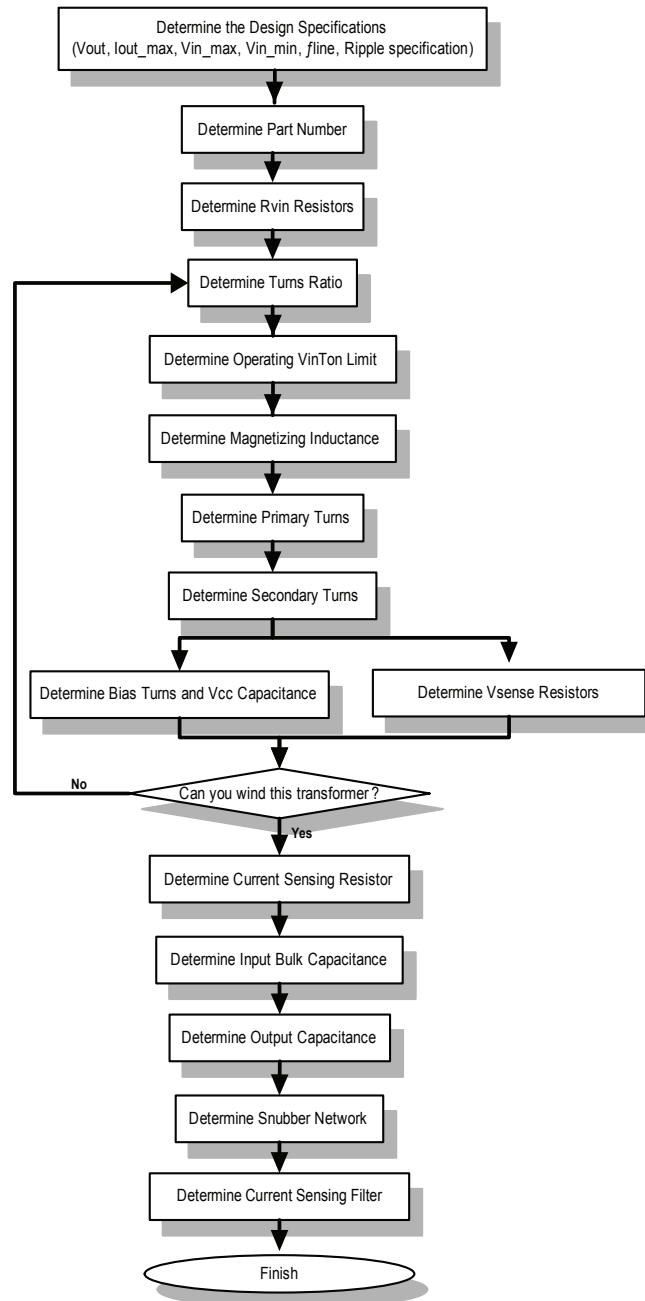 Determine the Design Specifications
(Vout, Iout_max, Vin_max, Vin_min, ƒline, Ripple specification)
Determine Part Number
Determine Rvin Resistors
Determine Turns Ratio
Determine Operating VinTon Limit
Determine Magnetizing Inductance
Determine Primary Turns
Determine Secondary Turns
Determine Bias Turns and Vcc Capacitance
Determine Vsense Resistors
No
Can you wind this transformer ?
Yes
Determine Current Sensing Resistor
Determine Input Bulk Capacitance
Determine Output Capacitance
Determine Snubber Network
Determine Current Sensing Filter
Finish